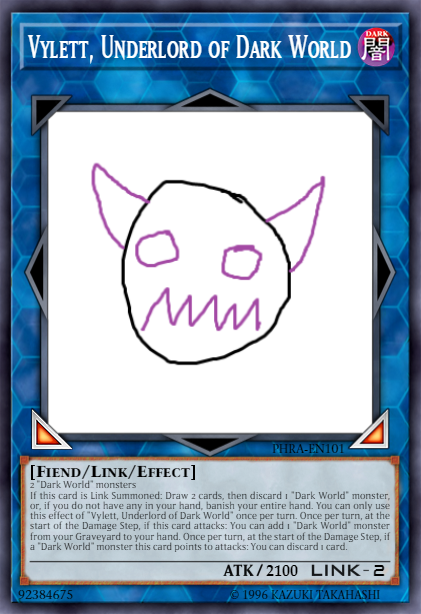 Vylett, Underlord of Dark World
DARK
闇
PHRA-EN101
[Fiend/Link/Effect]
2 "Dark World" monsters
If this card is Link Summoned: Draw 2 cards, then discard 1 "Dark World" monster,
or, if you do not have any in your hand, banish your entire hand. You can only use
this effect of "Vylett, Underlord of Dark World" once per turn. Once per turn, at the
start of the Damage Step, if this card attacks: You can add 1 "Dark World" monster
from your Graveyard to your hand. Once per turn, at the start of the Damage Step, if
a "Dark World" monster this card points to attacks: You can discard 1 card.
ATK / 2100 LINK-2
92384675 © 1996 KAZUKI TAKAHASHI